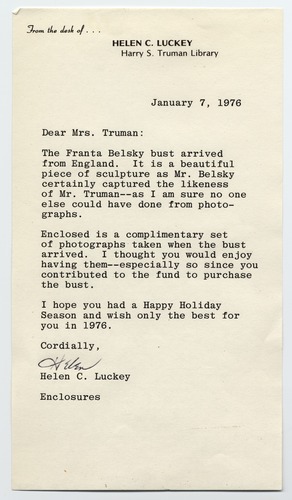 From the desk of . . .
HELEN C. LUCKEY
Harry S. Truman Library
January 7, 1976
Dear Mrs. Truman:
The Franta Belsky bust arrived
from England. It is a beautiful
piece of sculpture as Mr. Belsky
certainly captured the likeness
of Mr. Truman--as I am sure no one
else could have done from photo-
graphs.
Enclosed is a complimentary set
of photographs taken when the bust
arrived. I thought you would enjoy
having them--especially so since you
contributed to the fund to purchase
the bust.
I hope you had a Happy Holiday
Season and wish only the best for
you in 1976.
Cordially,
Helen
Helen C. Luckey
Enclosures